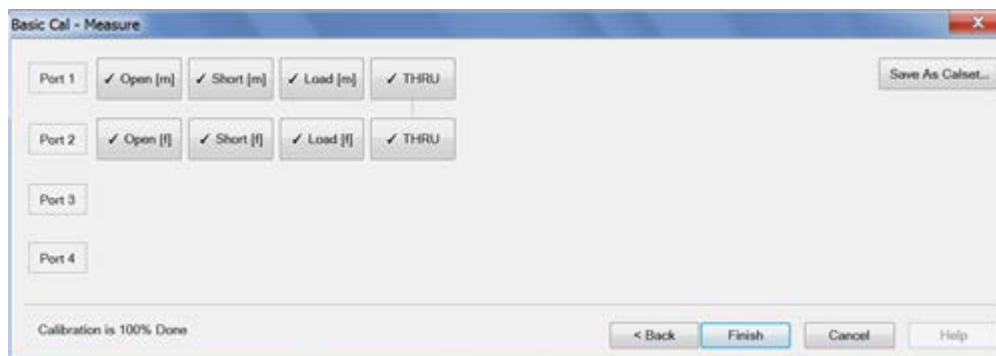 Basic Cal - Measure
Port 1 ✓ Open [m] ✓ Short [m] ✓ Load [m] ✓ THRU Save As Calset...
Port 2 ✓ Open [f] ✓ Short [f] ✓ Load [f] ✓ THRU
Port 3
Port 4
Calibration is 100% Done < Back Finish Cancel Help